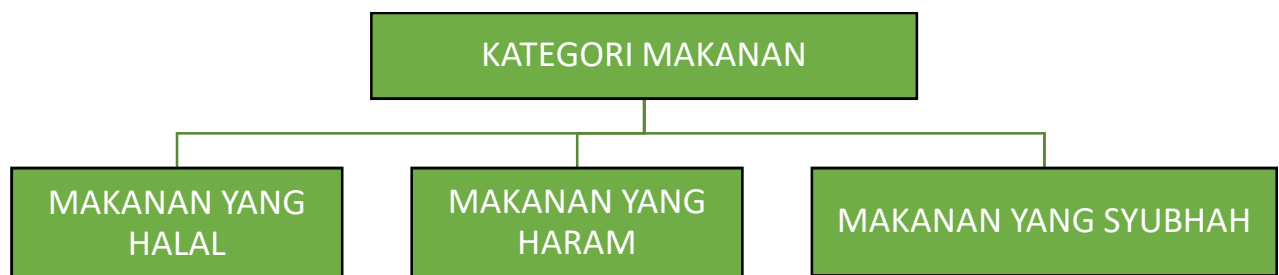 KATEGORI MAKANAN
MAKANAN YANG
HALAL
MAKANAN YANG
HARAM
MAKANAN YANG SYUBHAH